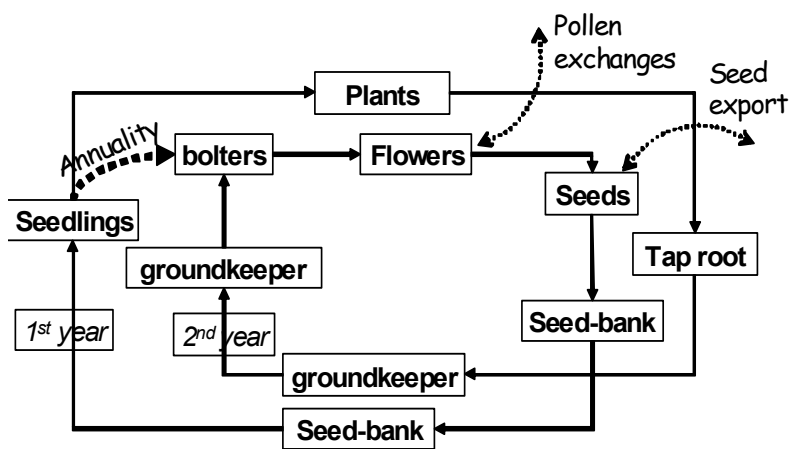 Pollen
exchanges
Seed
export
Plants
Annuality
bolters
Flowers
Seeds
Seedlings
groundkeeper
Tap root
1st year
2nd year
Seed-bank
groundkeeper
Seed-bank